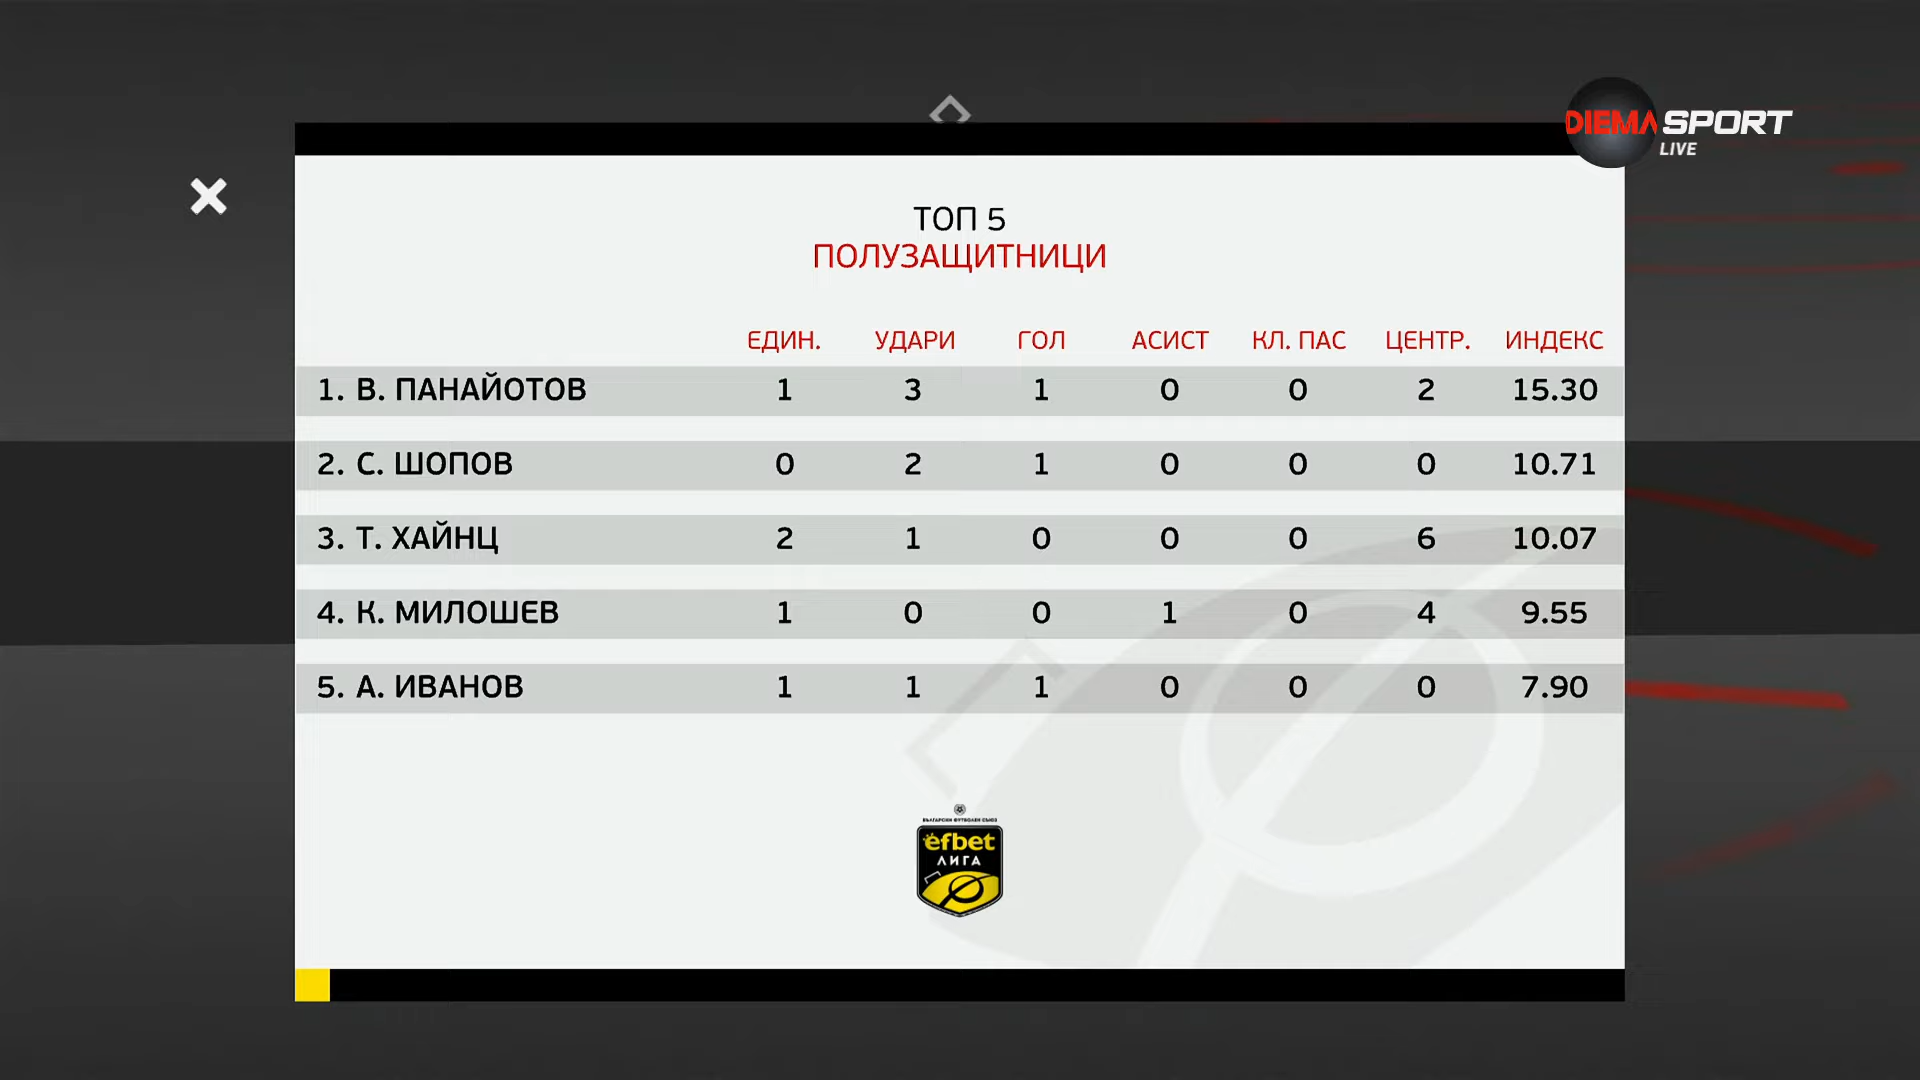 DIEMA SPORT
LIVE
ТОП 5
ПОЛУЗАЩИТНИЦИ
ЕДИН. УДАРИ ГОЛ АСИСТ КЛ. ПАС ЦЕНТР. ИНДЕКС
1. В. ПАНАЙОТОВ 1 3 1 0 0 2 15.30
2. С. ШОПОВ 0 2 1 0 0 0 10.71
3. Т. ХАЙНЦ 2 1 0 0 0 6 10.07
4. К. МИЛОШЕВ 1 0 0 1 0 4 9.55
5. А. ИВАНОВ 1 1 1 0 0 0 7.90
БЪЛГАРСКИ ФУТБОЛЕН СЪЮЗ
efbet
ЛИГА